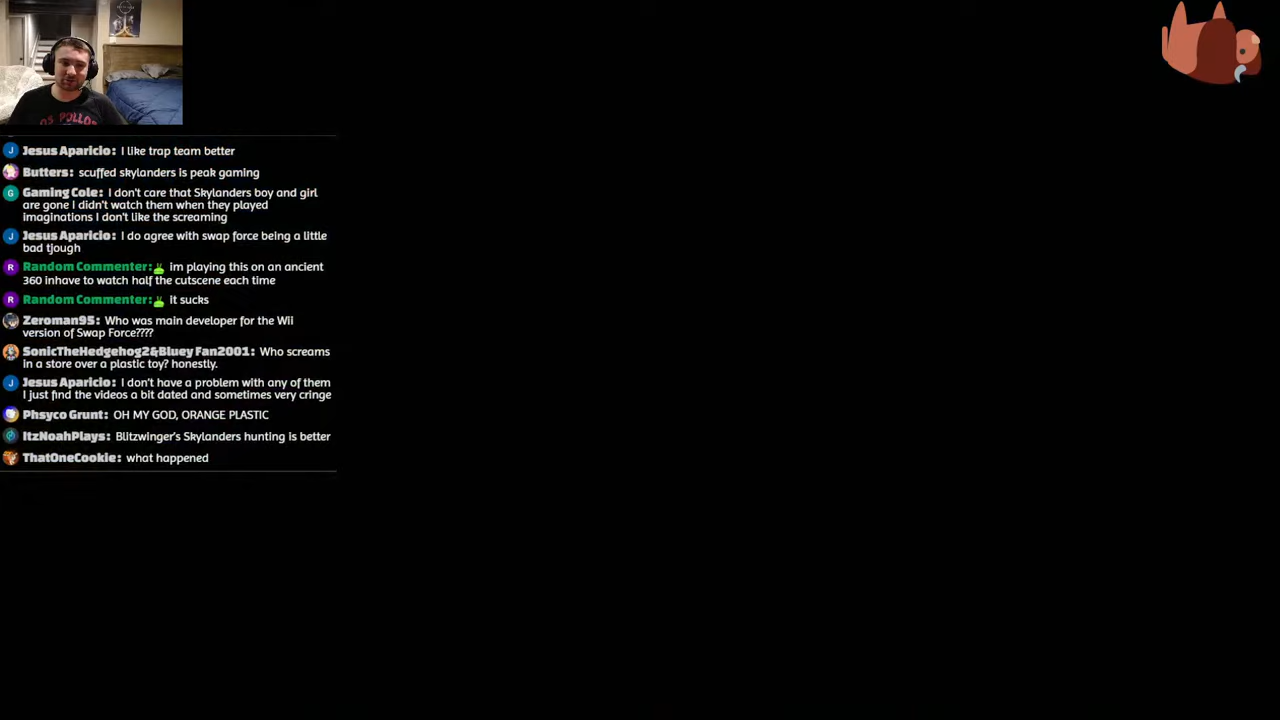 OS POLLOS
J Jesus Aparicio: I like trap team better
Butters: scuffed skylanders is peak gaming
G Gaming Cole: I don't care that Skylanders boy and girl
are gone I didn't watch them when they played
imaginations I don't like the screaming
J Jesus Aparicio: I do agree with swap force being a little
bad tjough
R Random Commenter: im playing this on an ancient
360 inhave to watch half the cutscene each time
R Random Commenter: it sucks
Zeroman95: Who was main developer for the Wii
version of Swap Force????
SonicTheHedgehog2&Bluey Fan2001: Who screams
in a store over a plastic toy? honestly.
J Jesus Aparicio: I don't have a problem with any of them
I just find the videos a bit dated and sometimes very cringe
Phsyco Grunt: OH MY GOD, ORANGE PLASTIC
ItzNoahPlays: Blitzwinger's Skylanders hunting is better
ThatOneCookie: what happened